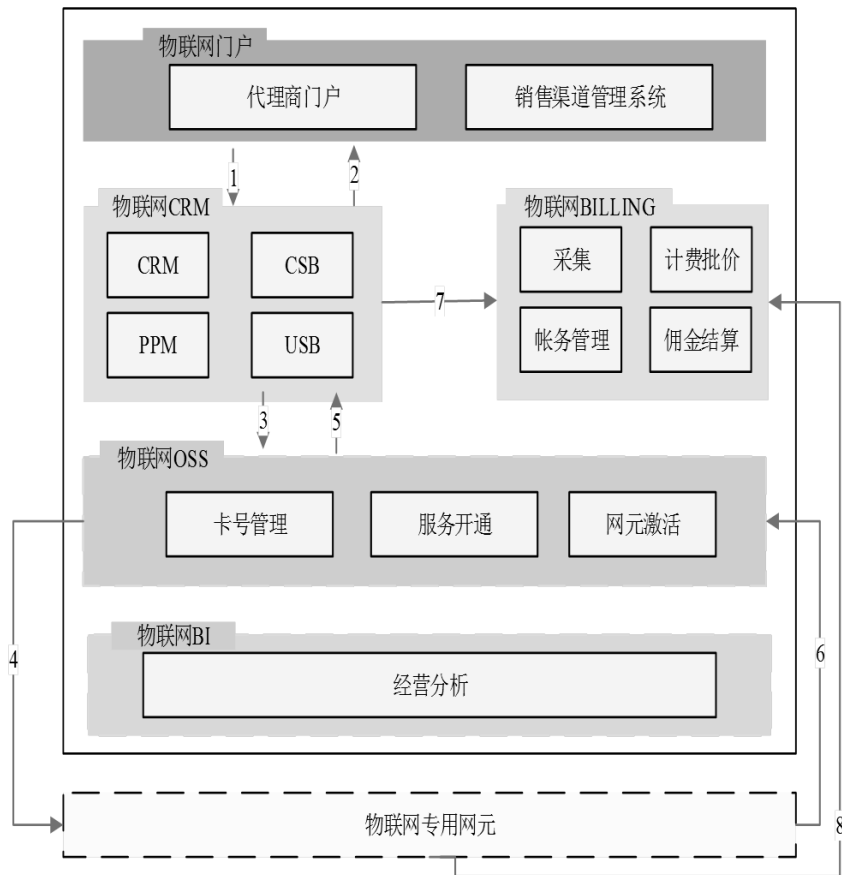 物联网门户
代理商门户
销售渠道管理系统
1
2
物联网CRM
CRM
CSB
PPM
USB
7
物联网BILLING
采集
计费批价
帐务管理
佣金结算
3
5
物联网OSS
卡号管理
服务开通
网元激活
物联网BI
经营分析
4
6
物联网专用网元
8